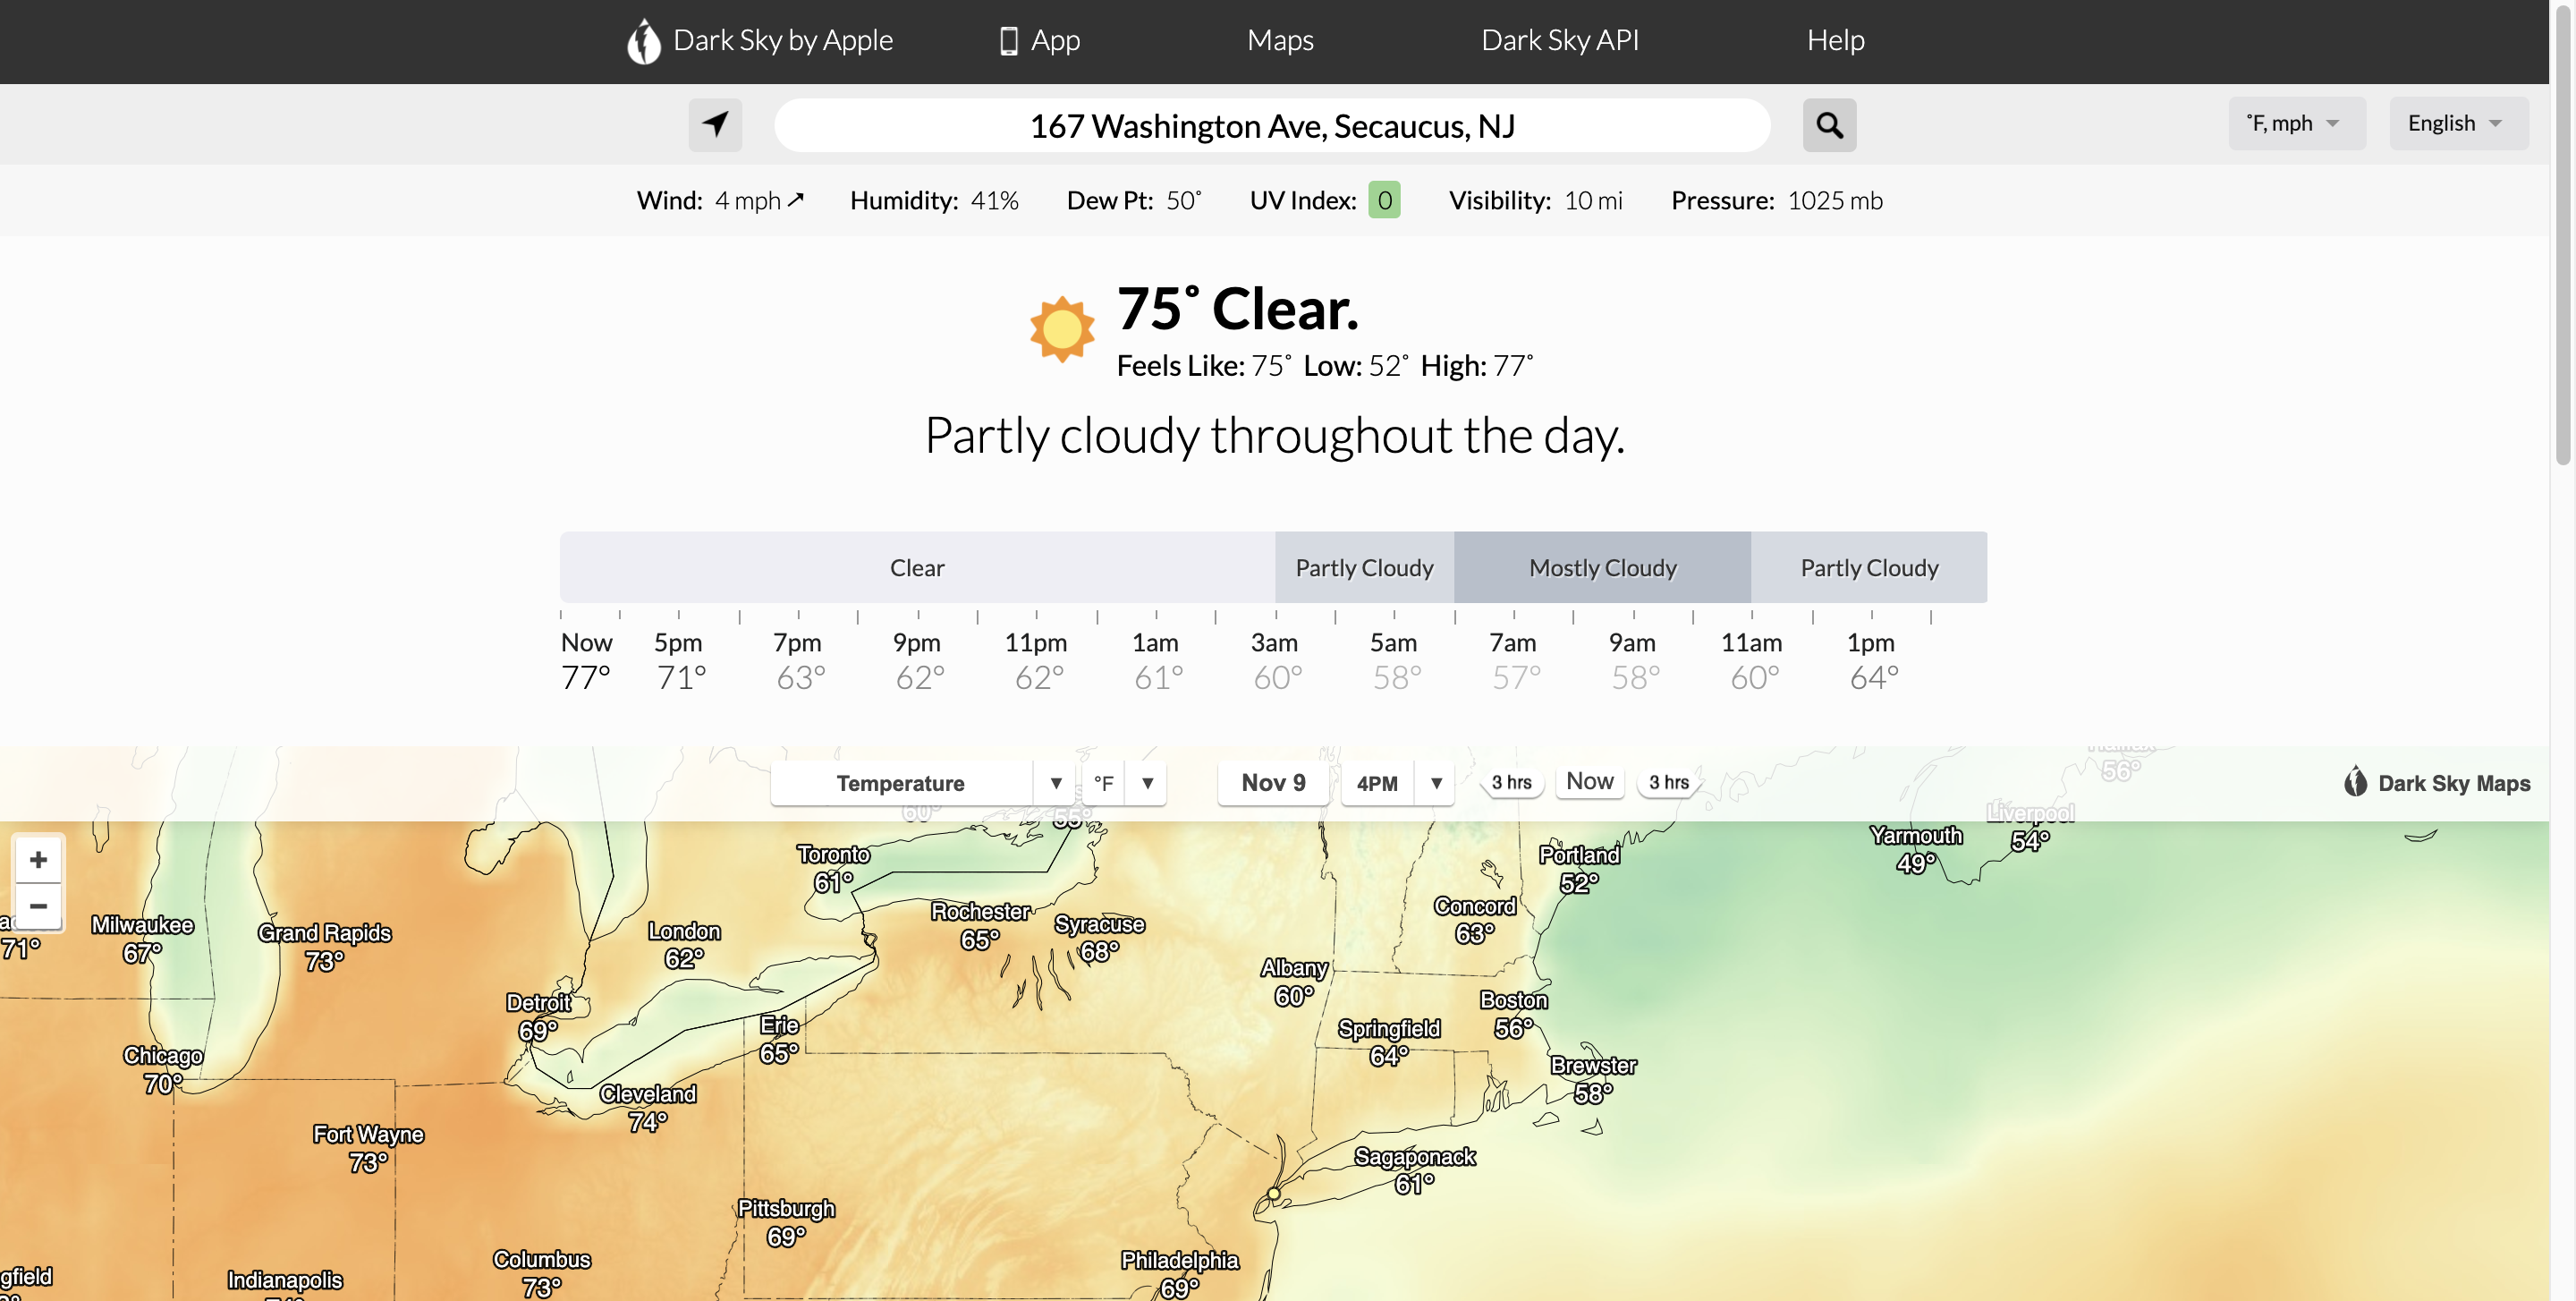 Dark Sky by Apple App Maps Dark Sky API Help
167 Washington Ave, Secaucus, NJ ˚F, mph English
Wind: 4 mph Humidity: 41% Dew Pt: 50˚ UV Index: 0 Visibility: 10 mi Pressure: 1025 mb
75˚ Clear.
Feels Like: 75˚ Low: 52˚ High: 77˚
Partly cloudy throughout the day.
Clear Partly Cloudy Mostly Cloudy Partly Cloudy
Now 5pm 7pm 9pm 11pm 1am 3am 5am 7am 9am 11am 1pm
77° 71° 63° 62° 62° 61° 60° 58° 57° 58° 60° 64°
Temperature °F Nov 9 4PM 3 hrs Now 3 hrs Dark Sky Maps
56°
60°
55°
Liverpool
54°
Yarmouth
49°
+
−
Toronto
61°
Portland
52°
Rochester
65°
Syracuse
68°
Concord
63°
71°
Milwaukee
67°
Grand Rapids
73°
London
62°
Albany
60°
Detroit
69°
Boston
56°
Erie
65°
Springfield
64°
Chicago
70°
Brewster
58°
Cleveland
74°
Fort Wayne
73°
Sagaponack
61°
Pittsburgh
69°
Columbus
73°
Philadelphia
69°
gfield
Indianapolis